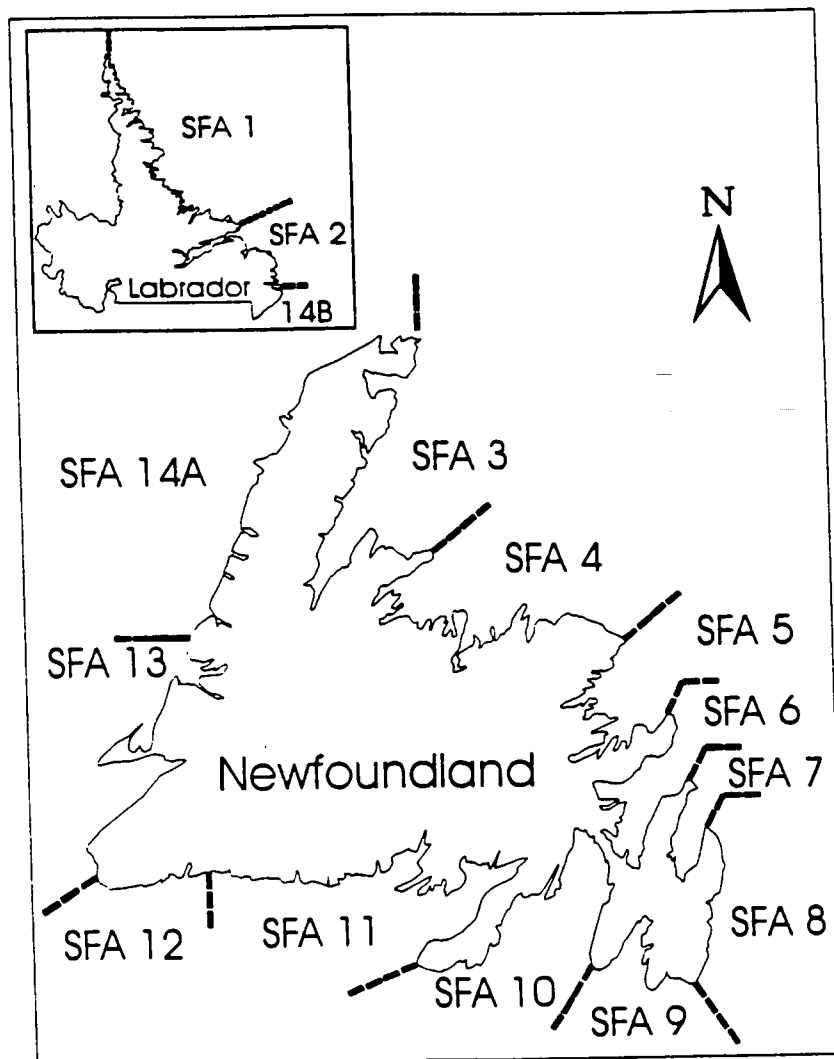 SFA 1
SFA 2
Labrador
14B
N
SFA 3
SFA 14A
SFA 4
SFA 5
SFA 13
SFA 6
Newfoundland
SFA 7
SFA 8
SFA 12
SFA 11
SFA 10
SFA 9